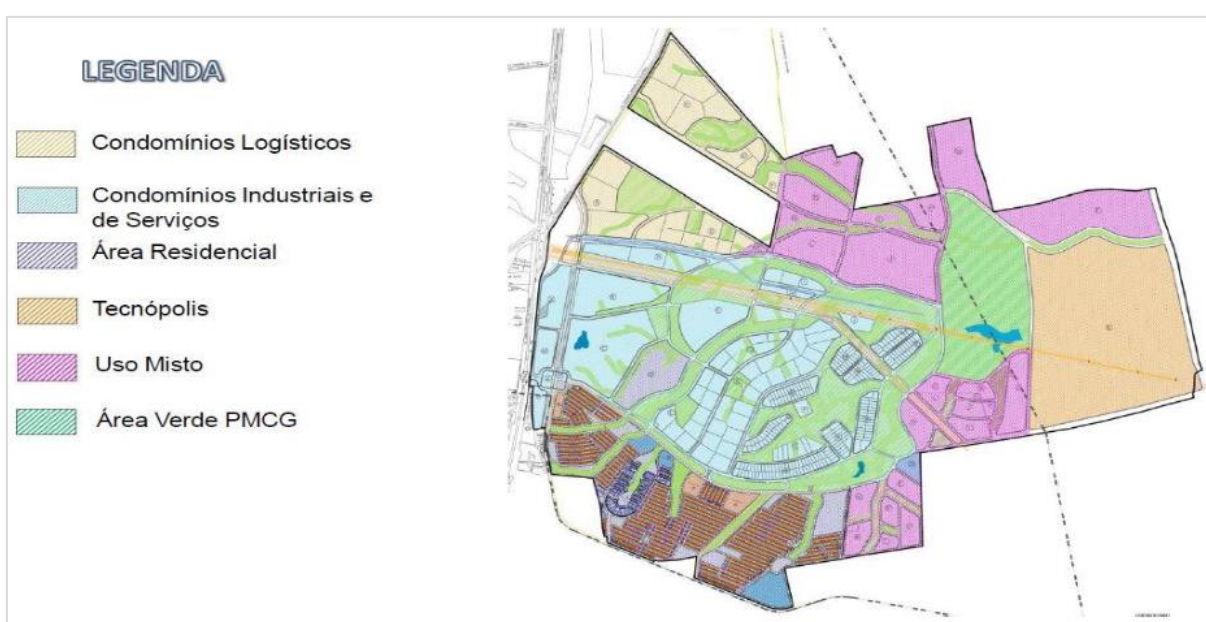 LEGENDA
Condomínios Logísticos
Condomínios Industriais e
de Serviços
Área Residencial
Tecnópolis
Uso Misto
Área Verde PMCG